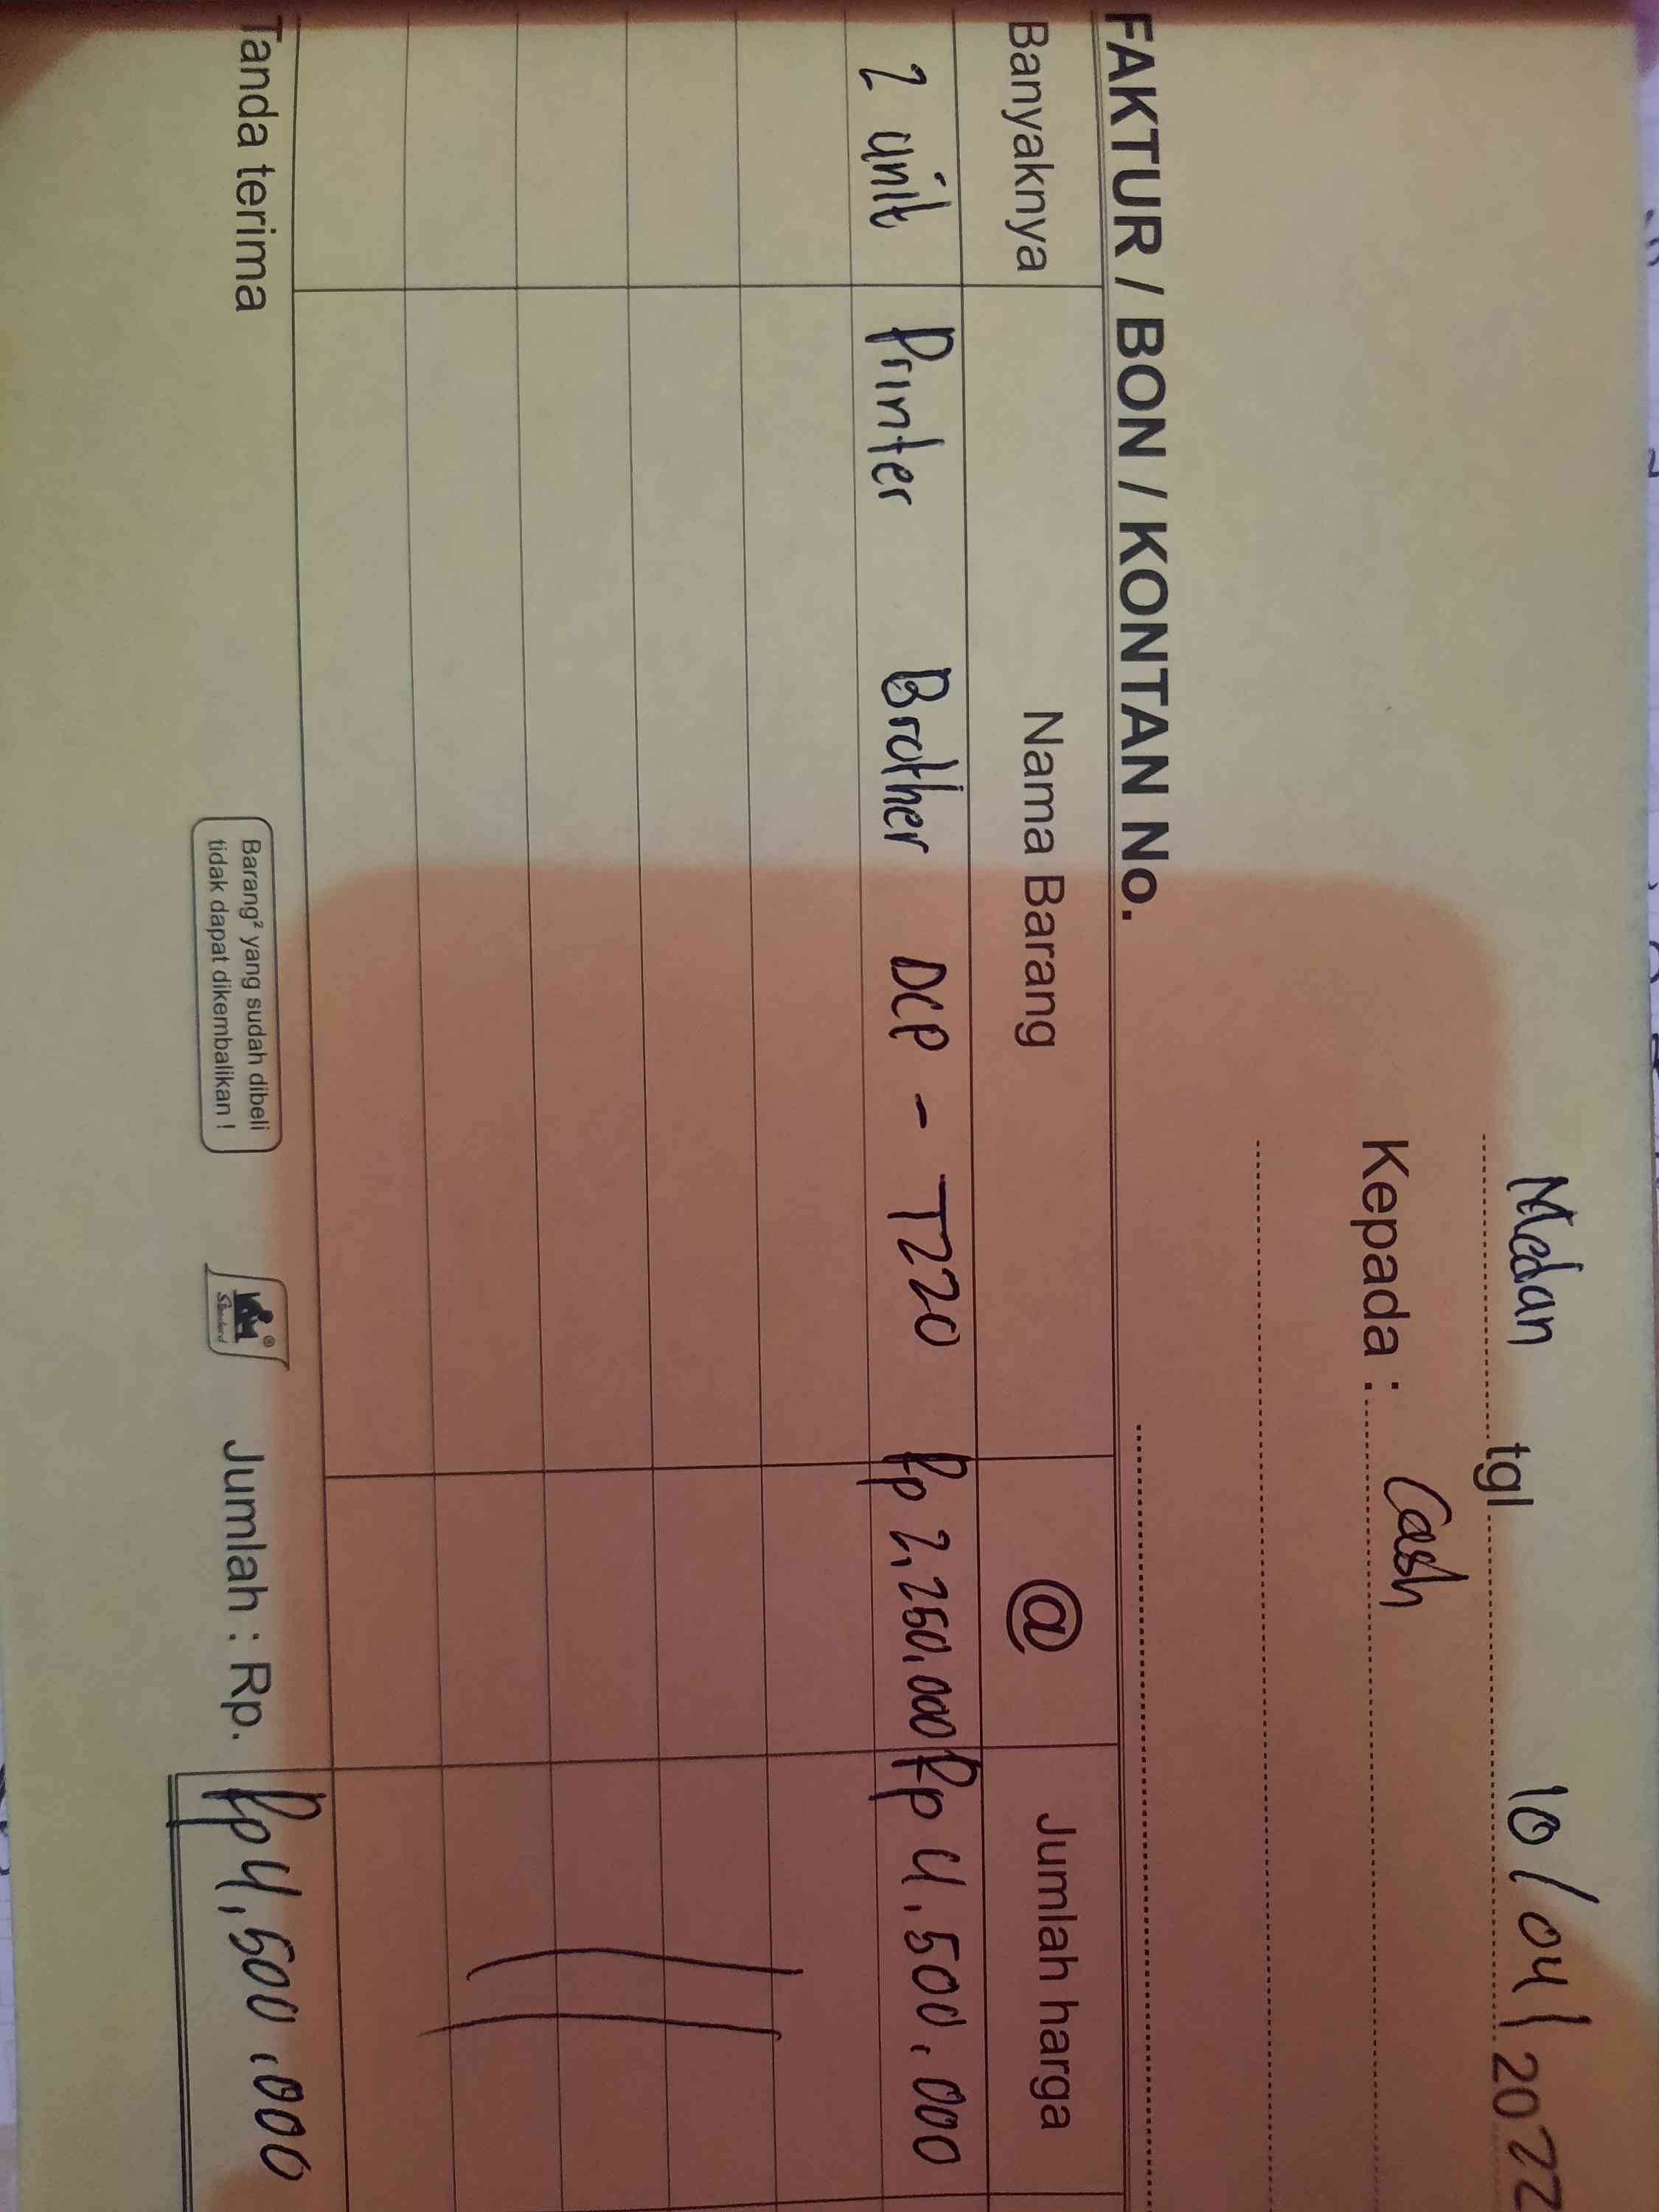 Medan tgl 10/04/2022
Kepada : Cash
FAKTUR / BON / KONTAN No.
Banyaknya Nama Barang @ Jumlah harga
2 unit Printer Brother DCP - T220 Rp 2,250.000 Rp 4.500.000
Tanda terima
Barang² yang sudah dibeli
tidak dapat dikembalikan !
Jumlah : Rp. Rp 4,500.000